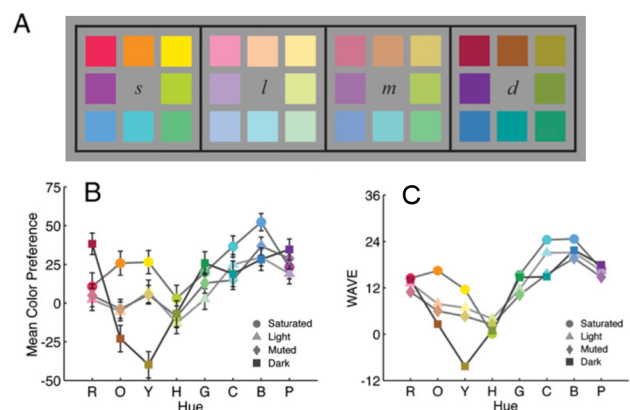 A
s
l
m
d
B
75
50
25
0
-25
-50
Mean Color Preference
Saturated
Light
Muted
Dark
R O Y H G C B P
Hue
C
36
24
12
0
-12
WAVE
Saturated
Light
Muted
Dark
R O Y H G C B P
Hue